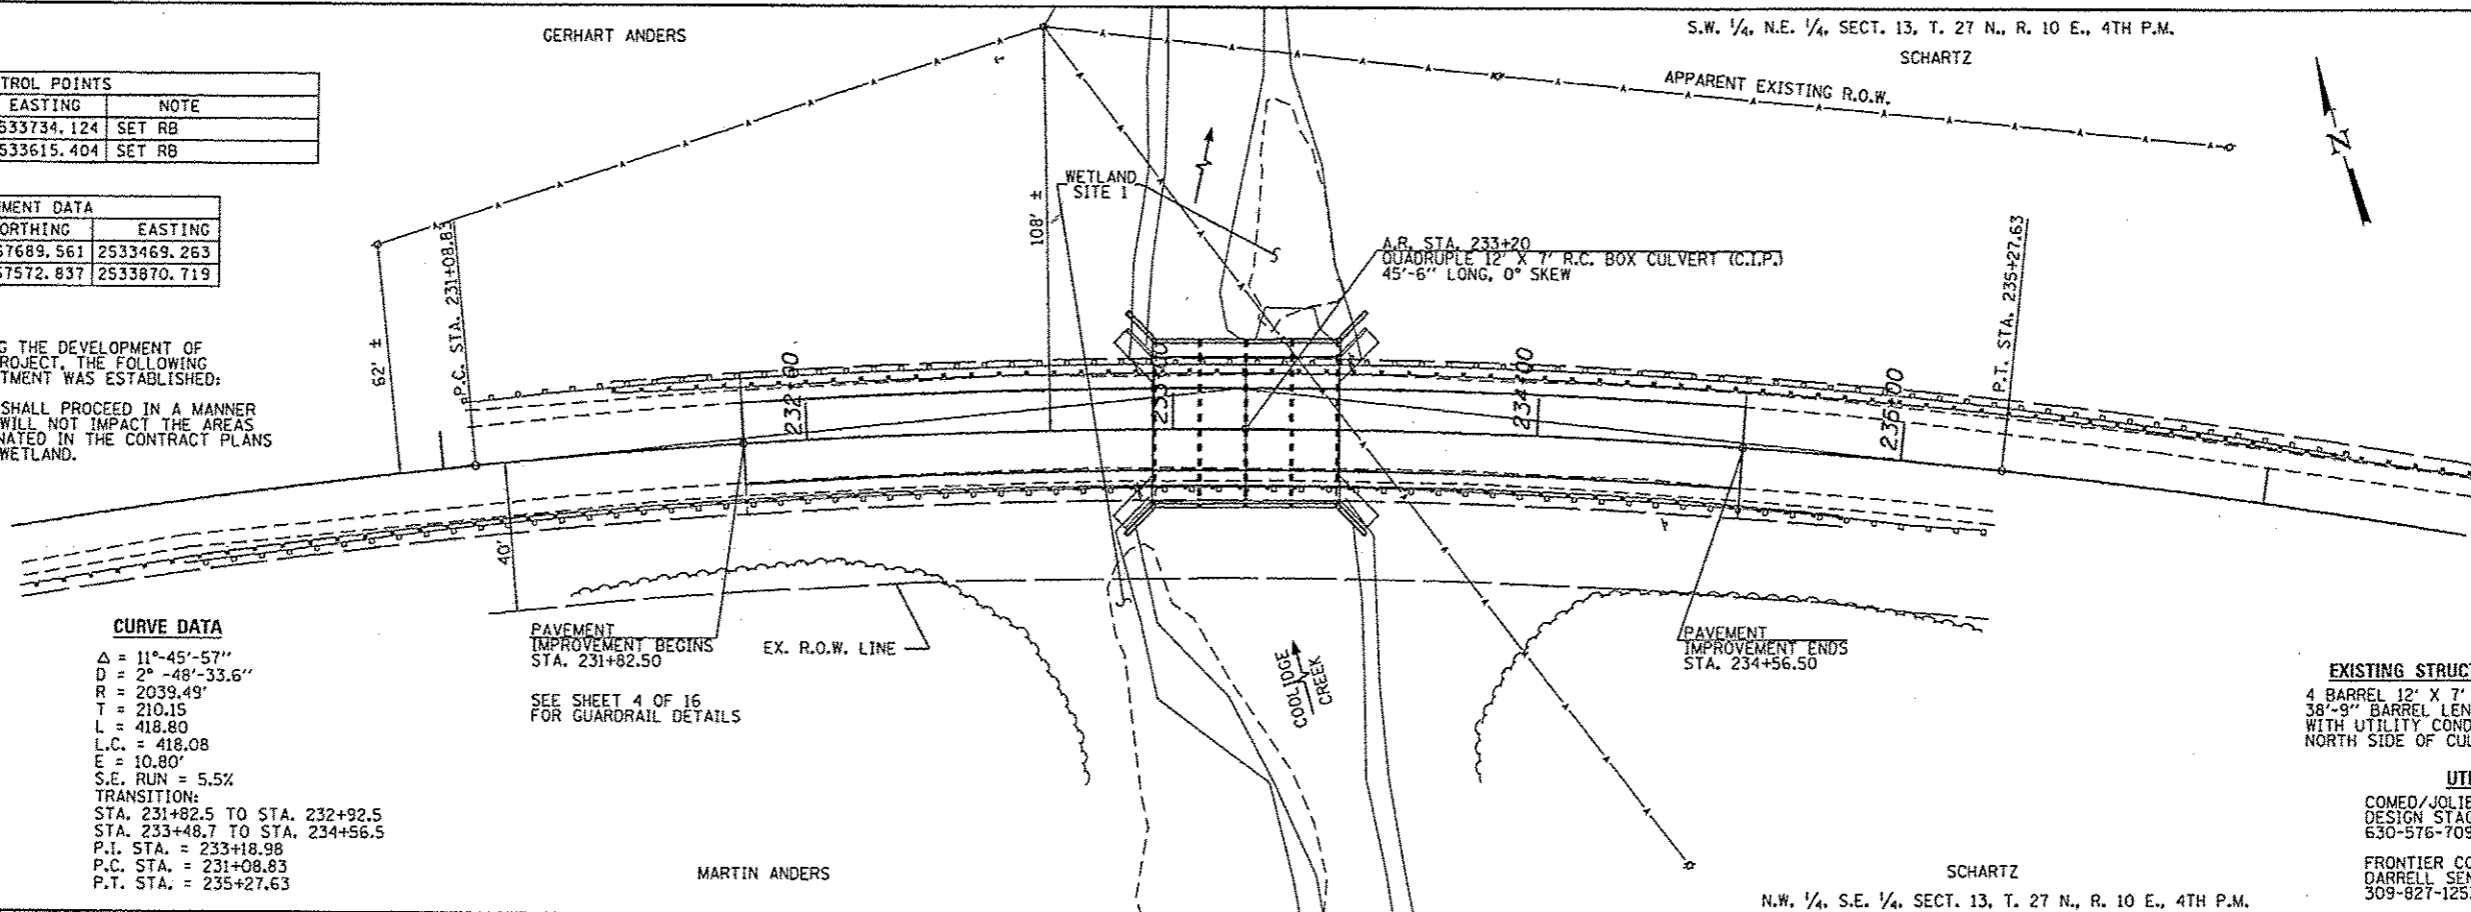 GERHART ANDERS
S.W. 1/4, N.E. 1/4, SECT. 13, T. 27 N., R. 10 E., 4TH P.M.
SCHARTZ
APPARENT EXISTING R.O.W.
N
TROL POINTS
EASTING NOTE
533734.124 SET RB
533615.404 SET RB
MENT DATA
ORTHING EASTING
57689.561 2533469.263
57572.837 2533870.719
G THE DEVELOPMENT OF
ROJECT, THE FOLLOWING
TMENT WAS ESTABLISHED:
SHALL PROCEED IN A MANNER
WILL NOT IMPACT THE AREAS
NATED IN THE CONTRACT PLANS
WETLAND.
62' ±
P.C. STA. 231+08.83
108' ±
WETLAND
SITE 1
A.R. STA. 233+20
QUADRUPLE 12' X 7' R.C. BOX CULVERT (C.I.P.)
45'-6" LONG, 0° SKEW
P.T. STA. 235+27.63
232+00
234+00
235+00
40'
PAVEMENT
IMPROVEMENT BEGINS
STA. 231+82.50
SEE SHEET 4 OF 16
FOR GUARDRAIL DETAILS
EX. R.O.W. LINE
COOLIDGE
CREEK
PAVEMENT
IMPROVEMENT ENDS
STA. 234+56.50
CURVE DATA
Δ = 11°-45'-57"
D = 2° -48'-33.6"
R = 2039.49'
T = 210.15
L = 418.80
L.C. = 418.08
E = 10.80'
S.E. RUN = 5.5%
TRANSITION:
STA. 231+82.5 TO STA. 232+92.5
STA. 233+48.7 TO STA. 234+56.5
P.I. STA. = 233+18.98
P.C. STA. = 231+08.83
P.T. STA. = 235+27.63
MARTIN ANDERS
SCHARTZ
N.W. 1/4, S.E. 1/4, SECT. 13, T. 27 N., R. 10 E., 4TH P.M.
EXISTING STRUCT
4 BARREL 12' X 7'
38'-9" BARREL LEN
WITH UTILITY COND
NORTH SIDE OF CUL
UTI
COMED/JOLIE
DESIGN STAG
630-576-709
FRONTIER CO
DARRELL SEN
309-827-125